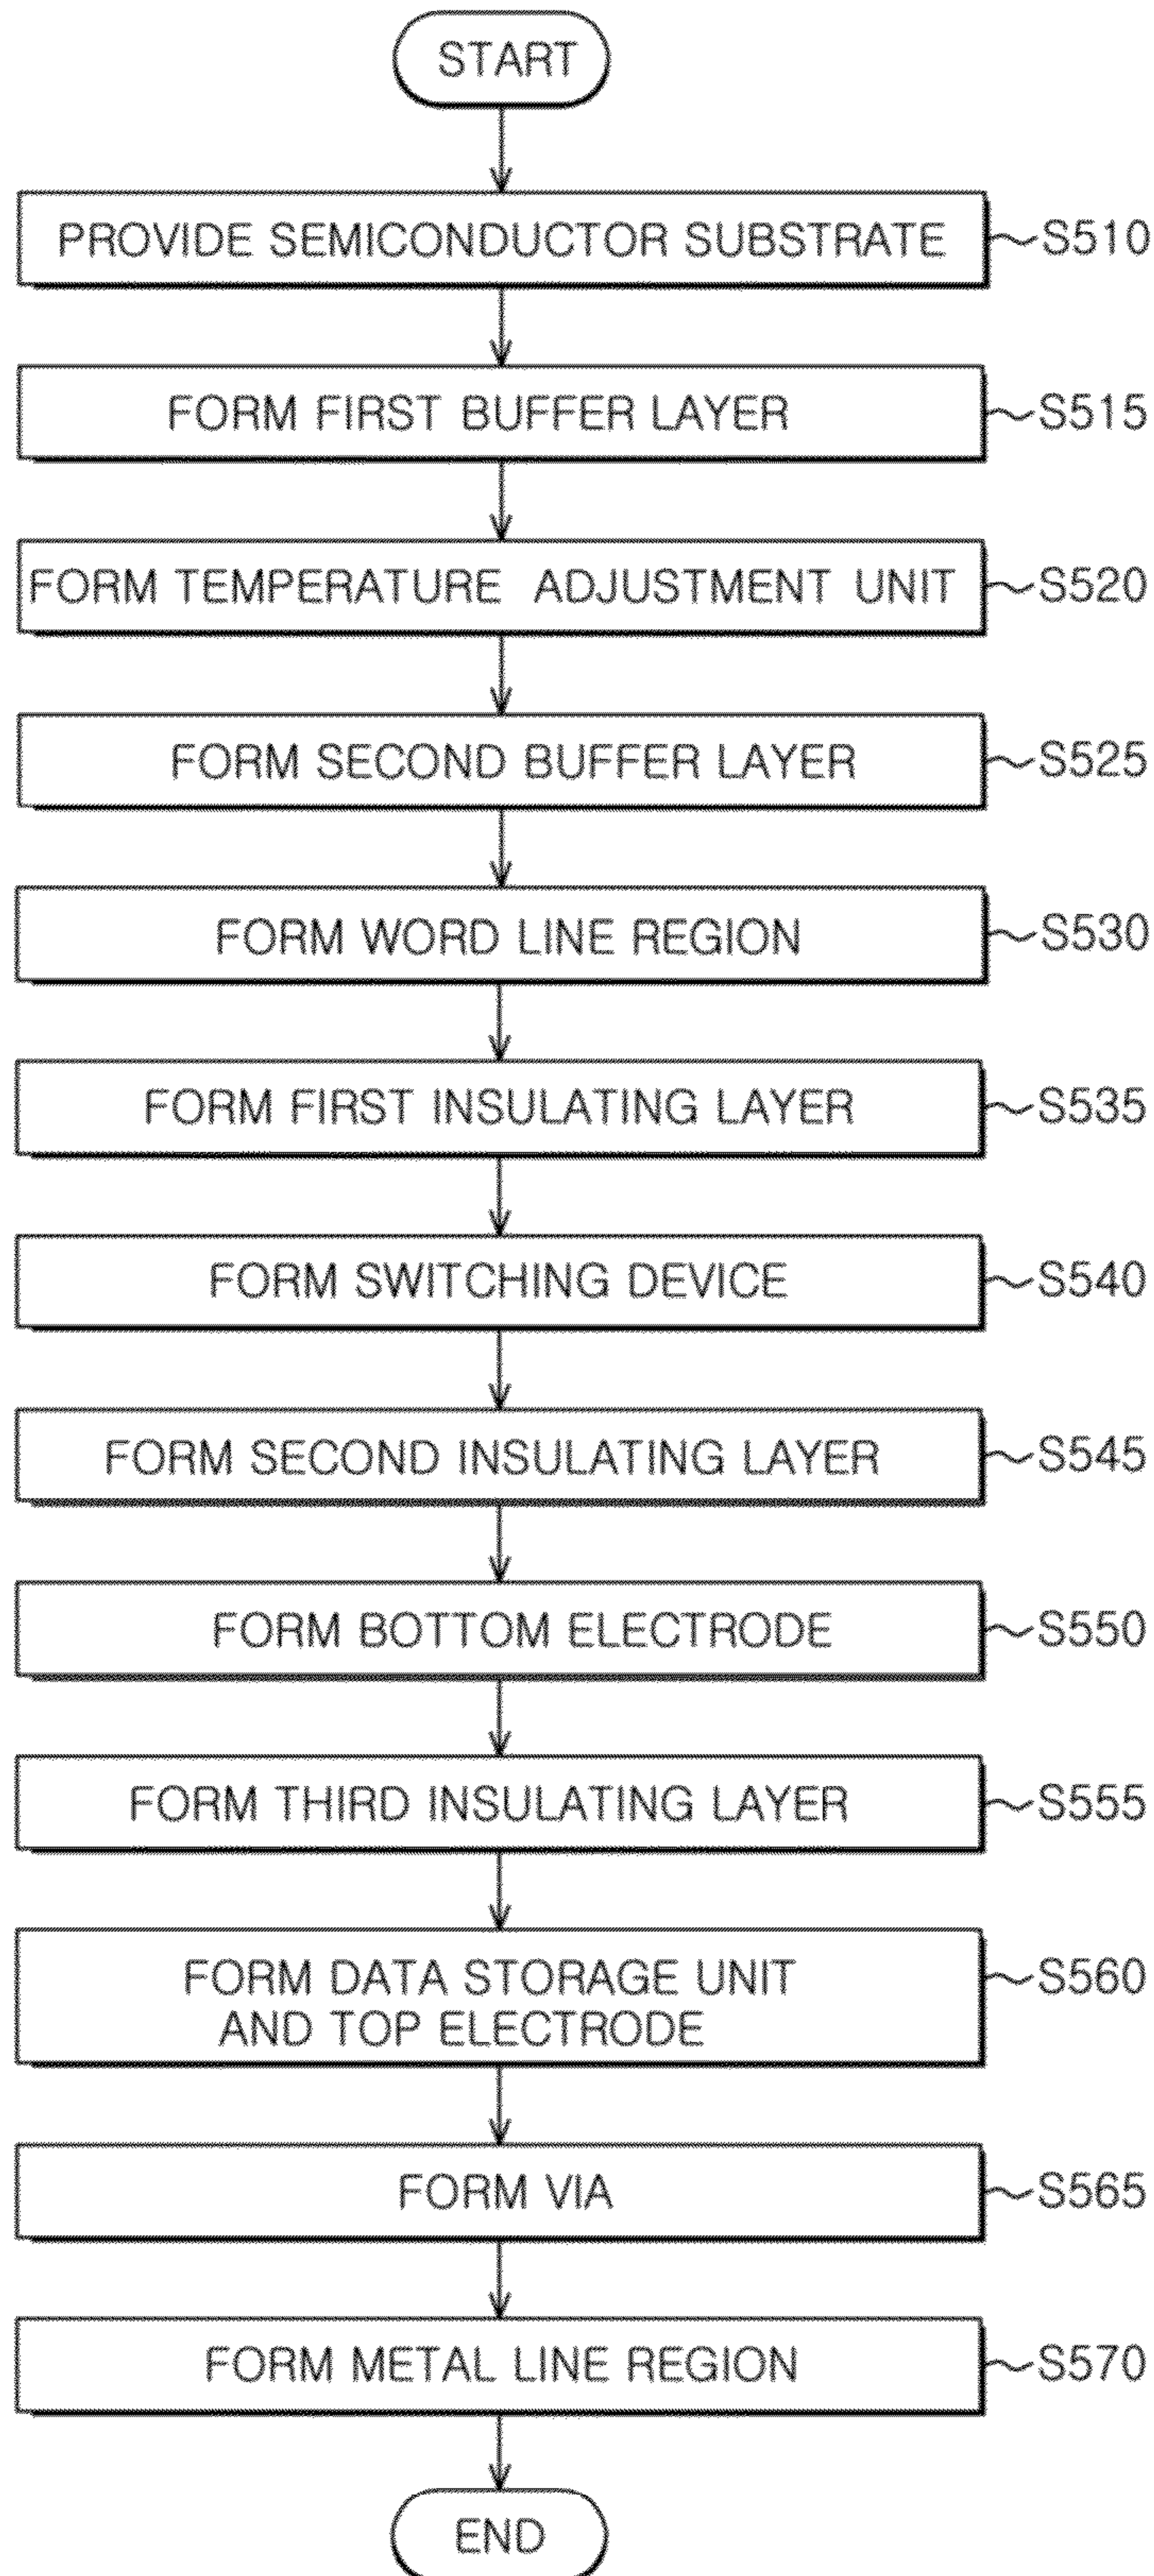 START
PROVIDE SEMICONDUCTOR SUBSTRATE S510
FORM FIRST BUFFER LAYER S515
FORM TEMPERATURE ADJUSTMENT UNIT S520
FORM SECOND BUFFER LAYER S525
FORM WORD LINE REGION S530
FORM FIRST INSULATING LAYER S535
FORM SWITCHING DEVICE S540
FORM SECOND INSULATING LAYER S545
FORM BOTTOM ELECTRODE S550
FORM THIRD INSULATING LAYER S555
FORM DATA STORAGE UNIT S560
AND TOP ELECTRODE
FORM VIA S565
FORM METAL LINE REGION S570
END